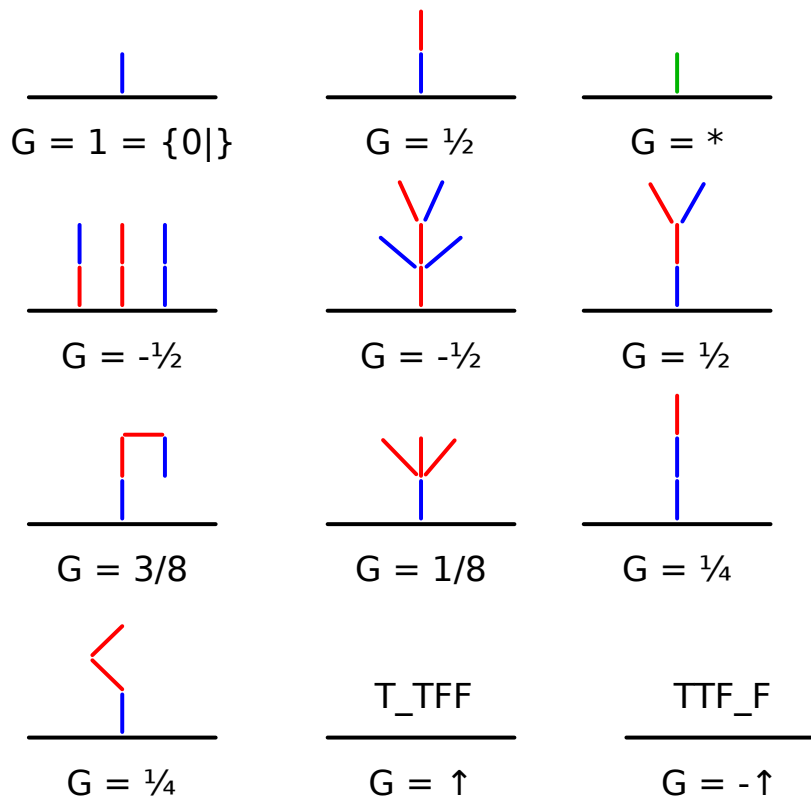 G = 1 = {0|}
G = ½
G = *
G = -½
G = -½
G = ½
G = 3/8
G = 1/8
G = ¼
T_TFF
TTF_F
G = ¼
G = ↑
G = -↑